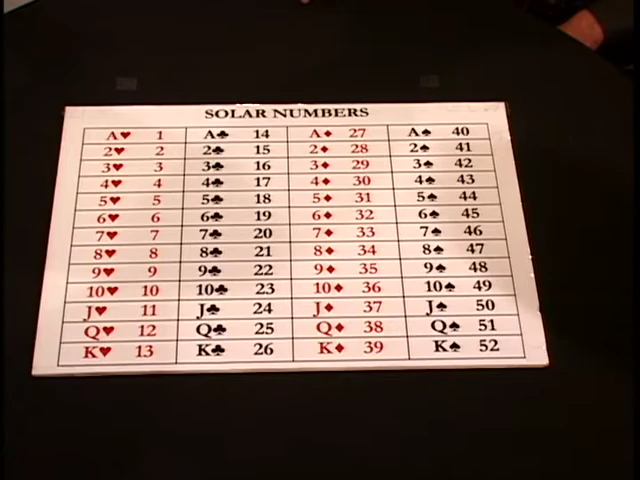 SOLAR NUMBERS
A♥ 1 A♣ 14 A♦ 27 A♠ 40
2♥ 2 2♣ 15 2♦ 28 2♠ 41
3♥ 3 3♣ 16 3♦ 29 3♠ 42
4♥ 4 4♣ 17 4♦ 30 4♠ 43
5♥ 5 5♣ 18 5♦ 31 5♠ 44
6♥ 6 6♣ 19 6♦ 32 6♠ 45
7♥ 7 7♣ 20 7♦ 33 7♠ 46
8♥ 8 8♣ 21 8♦ 34 8♠ 47
9♥ 9 9♣ 22 9♦ 35 9♠ 48
10♥ 10 10♣ 23 10♦ 36 10♠ 49
J♥ 11 J♣ 24 J♦ 37 J♠ 50
Q♥ 12 Q♣ 25 Q♦ 38 Q♠ 51
K♥ 13 K♣ 26 K♦ 39 K♠ 52